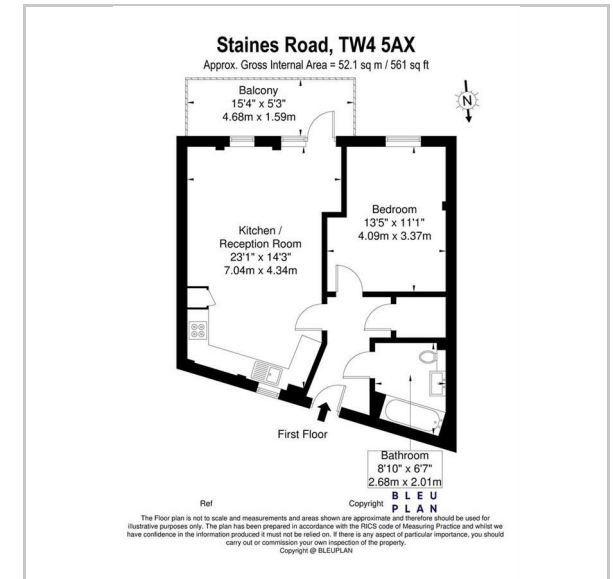 Staines Road, TW4 5AX
Approx. Gross Internal Area = 52.1 sq m / 561 sq ft
Balcony
15'4" x 5'3"
4.68m x 1.59m
N
Bedroom
13'5" x 11'1"
4.09m x 3.37m
Kitchen /
Reception Room
23'1" x 14'3"
7.04m x 4.34m
First Floor
Bathroom
8'10" x 6'7"
2.68m x 2.01m
Ref
Copyright
BLEU
PLAN
The Floor plan is not to scale and measurements and areas shown are approximate and therefore should be used for
illustrative purposes only. The plan has been prepared in accordance with the RICS code of Measuring Practice and whilst we
have confidence in the information produced it must not be relied on. If there is any aspect of particular importance, you should
carry out or commission your own inspection of the property.
Copyright @ BLEUPLAN